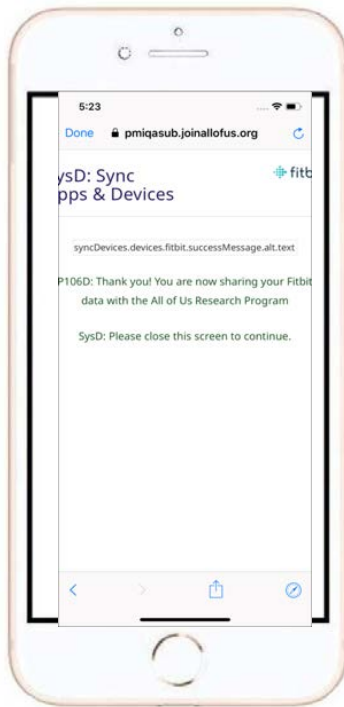 5:23
Done pmiqasub.joinallofus.org
ysD: Sync
pps & Devices
fitb
syncDevices.devices.fitbit.successMessage.alt.text
P106D: Thank you! You are now sharing your Fitbit
data with the All of Us Research Program
SysD: Please close this screen to continue.